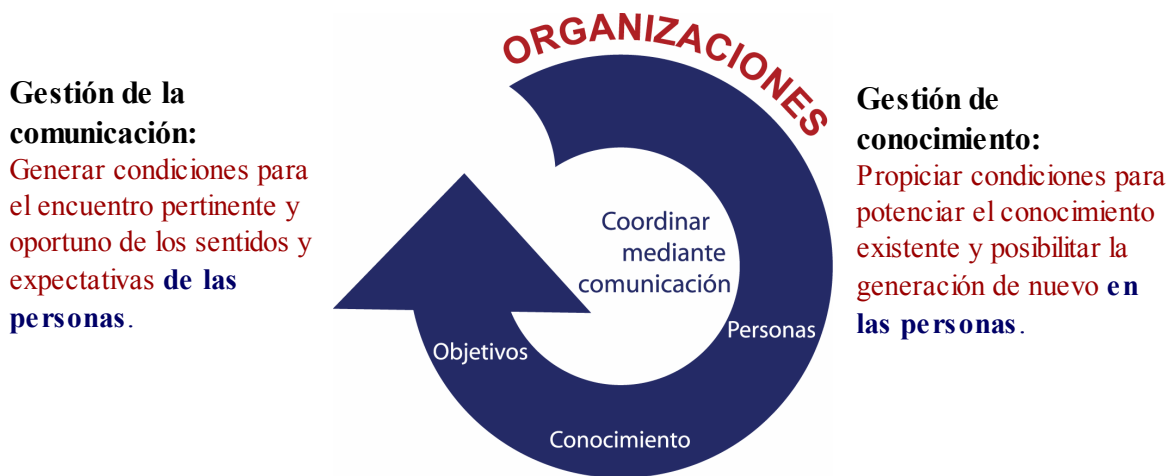 Gestión de la
comunicación:
Generar condiciones para
el encuentro pertinente y
oportuno de los sentidos y
expectativas de las
personas.
ORGANIZACIONES
Coordinar
mediante
comunicación
Personas
Objetivos
Conocimiento
Gestión de
conocimiento:
Propiciar condiciones para
potenciar el conocimiento
existente y posibilitar la
generación de nuevo en
las personas.